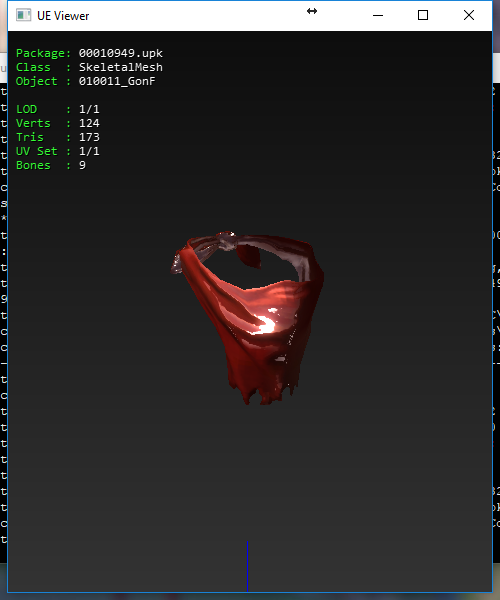 UE Viewer
Package: 00010949.upk
Class  : SkeletalMesh
Object : 010011_GonF
LOD    : 1/1
Verts  : 124
Tris   : 173
UV Set : 1/1
Bones  : 9